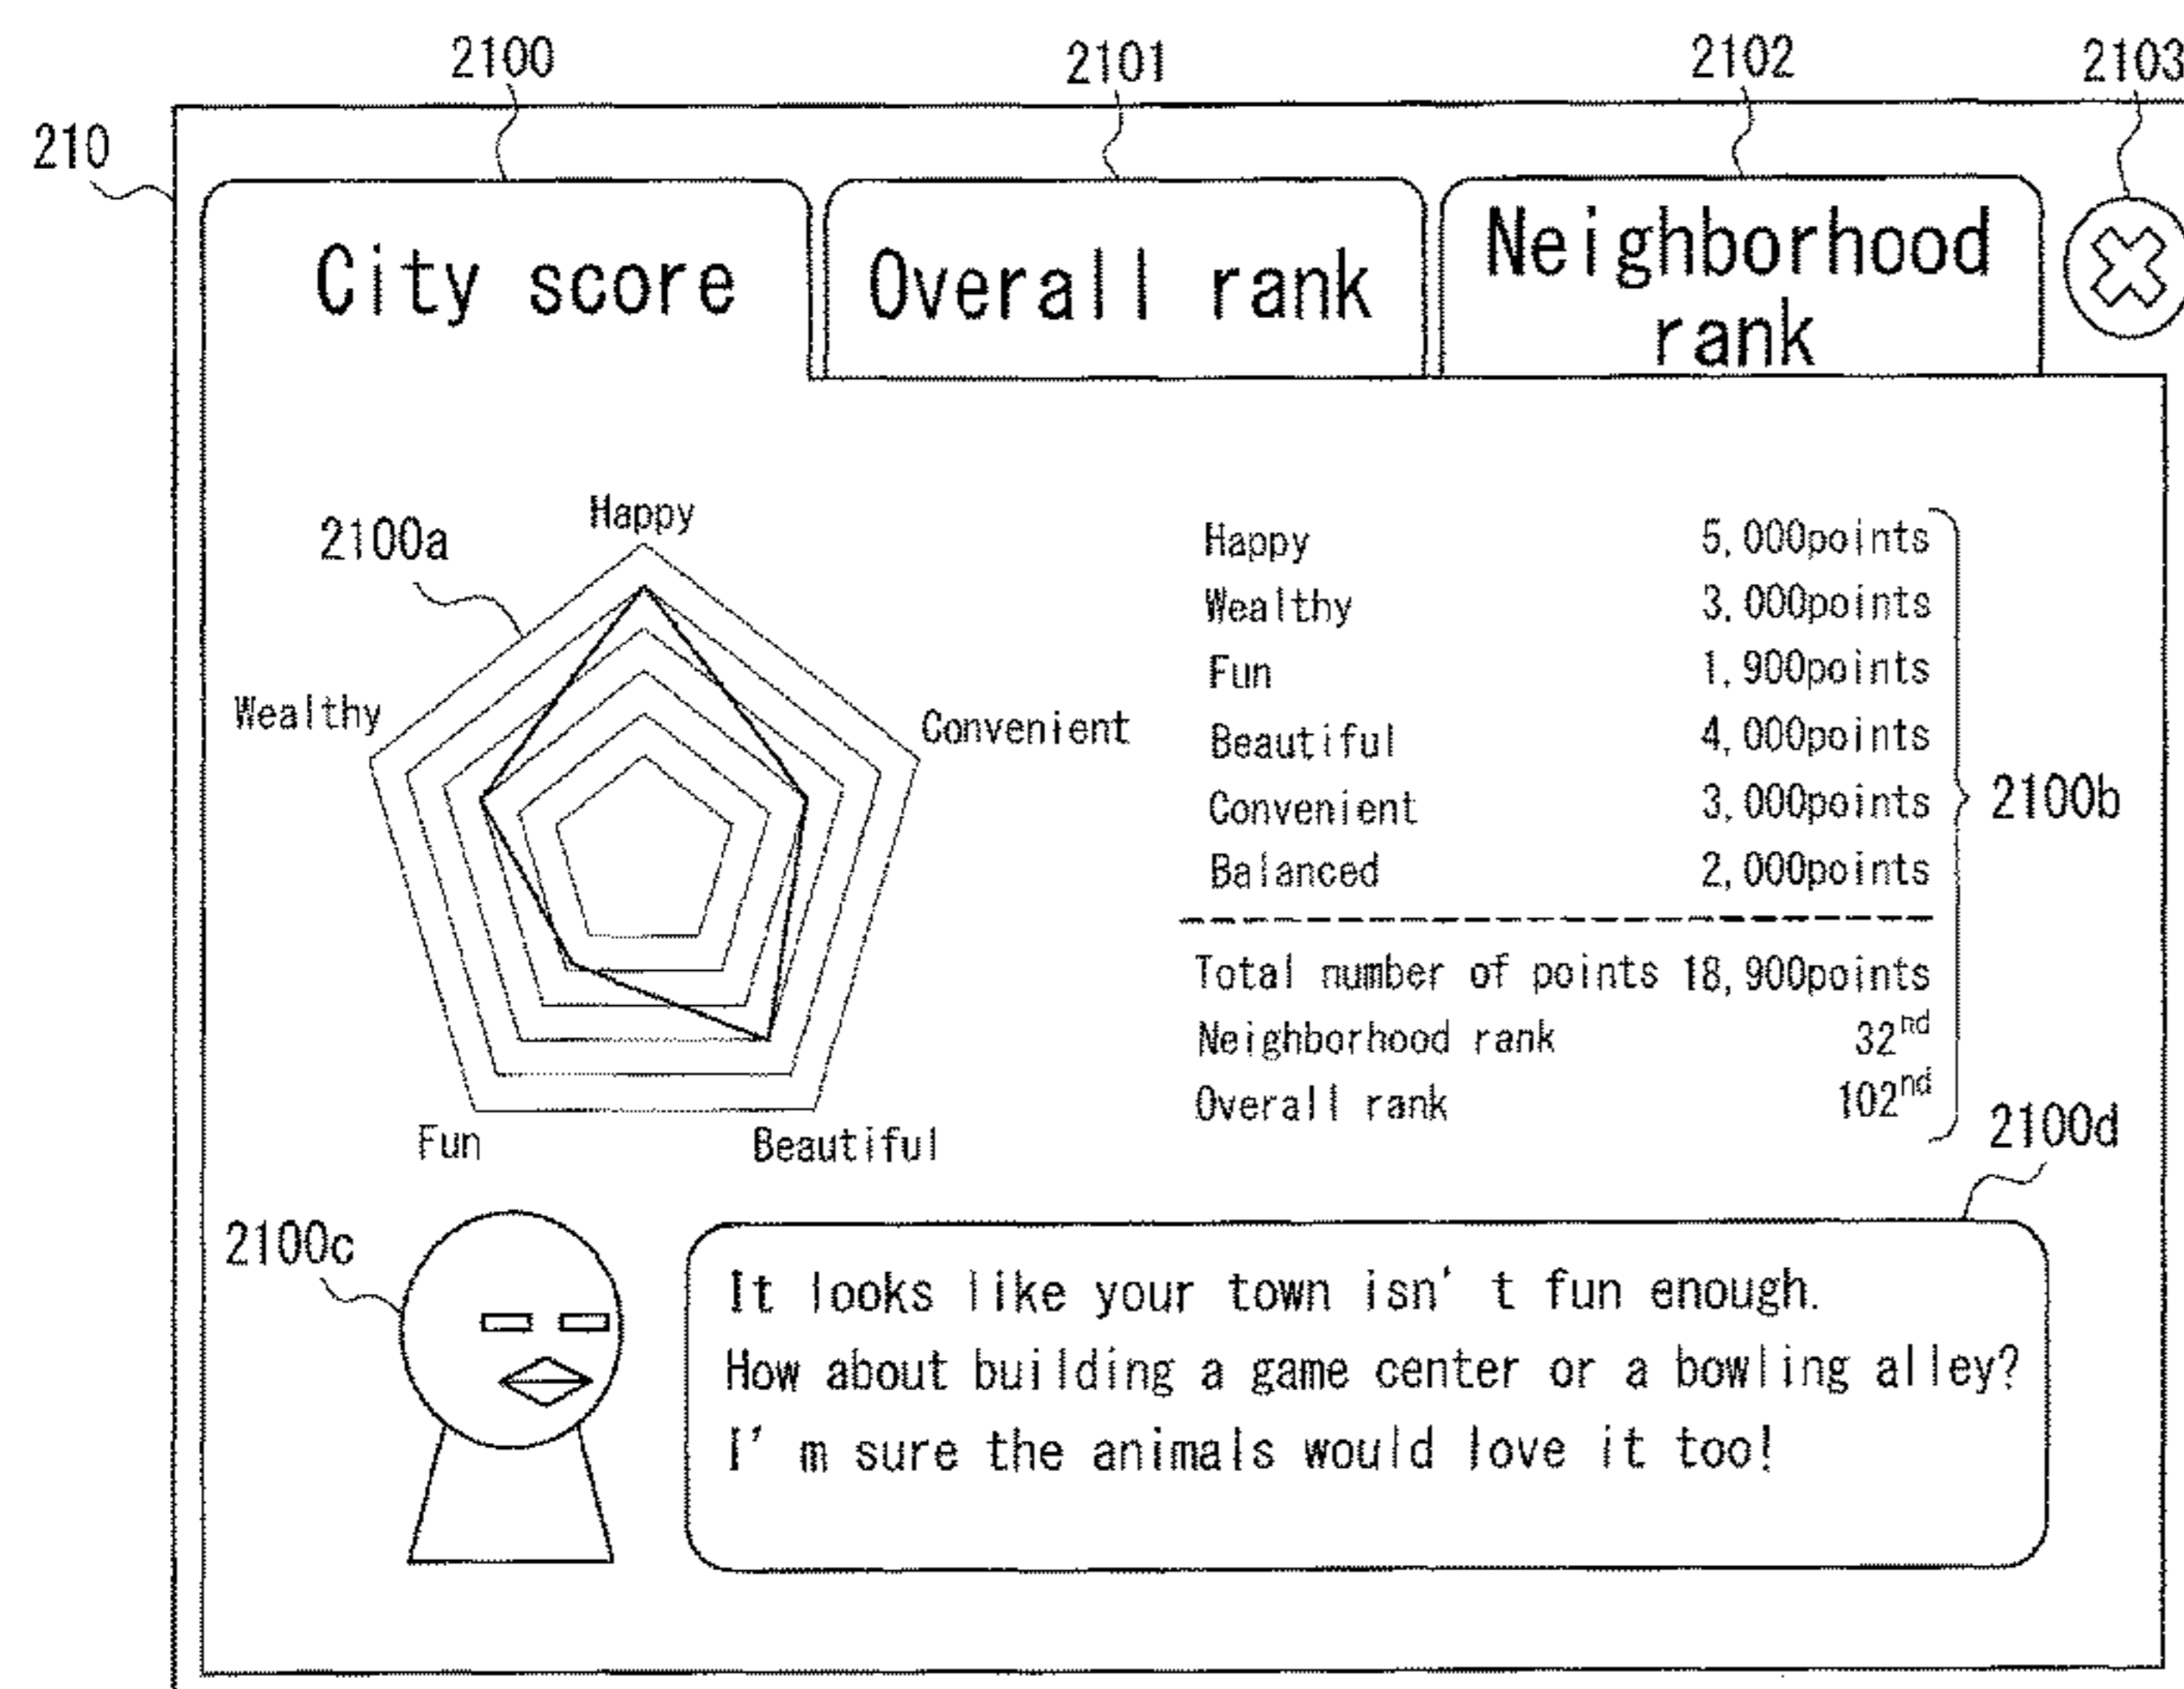 2100
2101
2102
2103
210
City score
Overall rank
Neighborhood
rank
2100a
Happy
Wealthy
Convenient
Fun
Beautiful
Happy 5,000points
Wealthy 3,000points
Fun 1,900points
Beautiful 4,000points
Convenient 3,000points
Balanced 2,000points
Total number of points 18,900points
Neighborhood rank 32nd
Overall rank 102nd
2100b
2100d
2100c
It looks like your town isn't fun enough.
How about building a game center or a bowling alley?
I'm sure the animals would love it too!